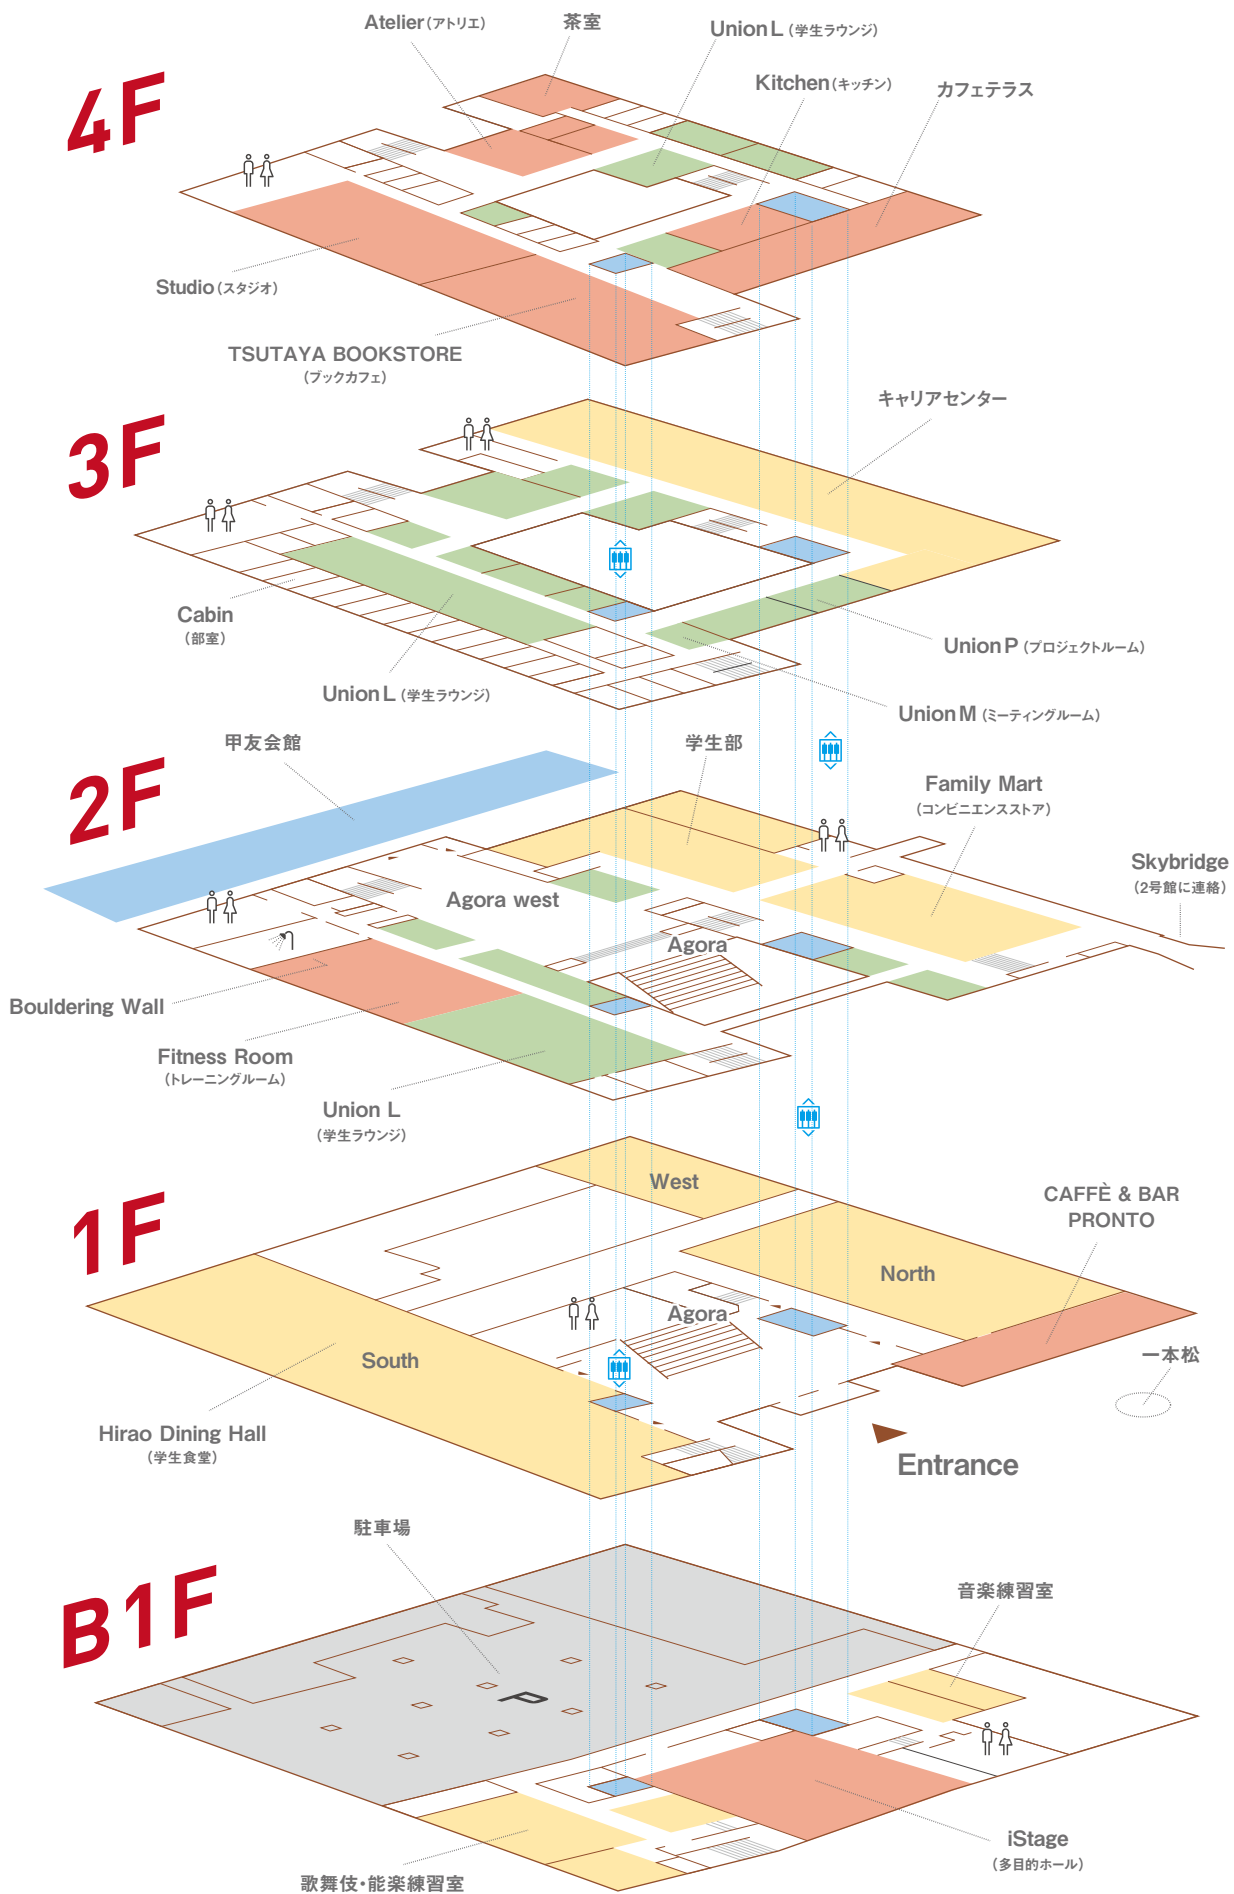 4F
Atelier(アトリエ)
茶室
Union L(学生ラウンジ)
Kitchen(キッチン)
カフェテラス
Studio(スタジオ)
TSUTAYA BOOKSTORE
(ブックカフェ)
3F
キャリアセンター
Cabin
(部室)
Union L(学生ラウンジ)
Union P(プロジェクトルーム)
Union M(ミーティングルーム)
2F
甲友会館
学生部
Family Mart
(コンビニエンスストア)
Skybridge
(2号館に連絡)
Agora west
Agora
Bouldering Wall
Fitness Room
(トレーニングルーム)
Union L
(学生ラウンジ)
1F
West
CAFFÈ & BAR
PRONTO
North
Agora
South
一本松
Hirao Dining Hall
(学生食堂)
Entrance
B1F
駐車場
音楽練習室
P
iStage
(多目的ホール)
歌舞伎・能楽練習室